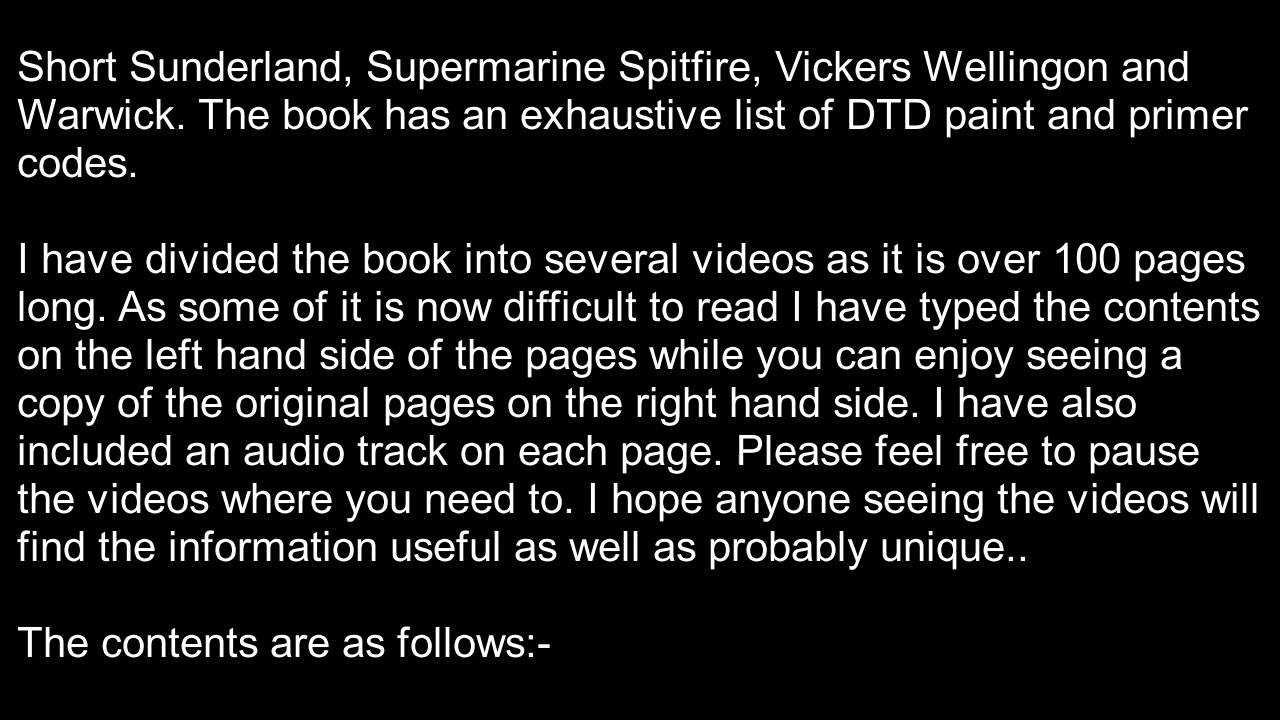 Short Sunderland, Supermarine Spitfire, Vickers Wellingon and
Warwick. The book has an exhaustive list of DTD paint and primer
codes.
I have divided the book into several videos as it is over 100 pages
long. As some of it is now difficult to read I have typed the contents
on the left hand side of the pages while you can enjoy seeing a
copy of the original pages on the right hand side. I have also
included an audio track on each page. Please feel free to pause
the videos where you need to. I hope anyone seeing the videos will
find the information useful as well as probably unique..
The contents are as follows:-